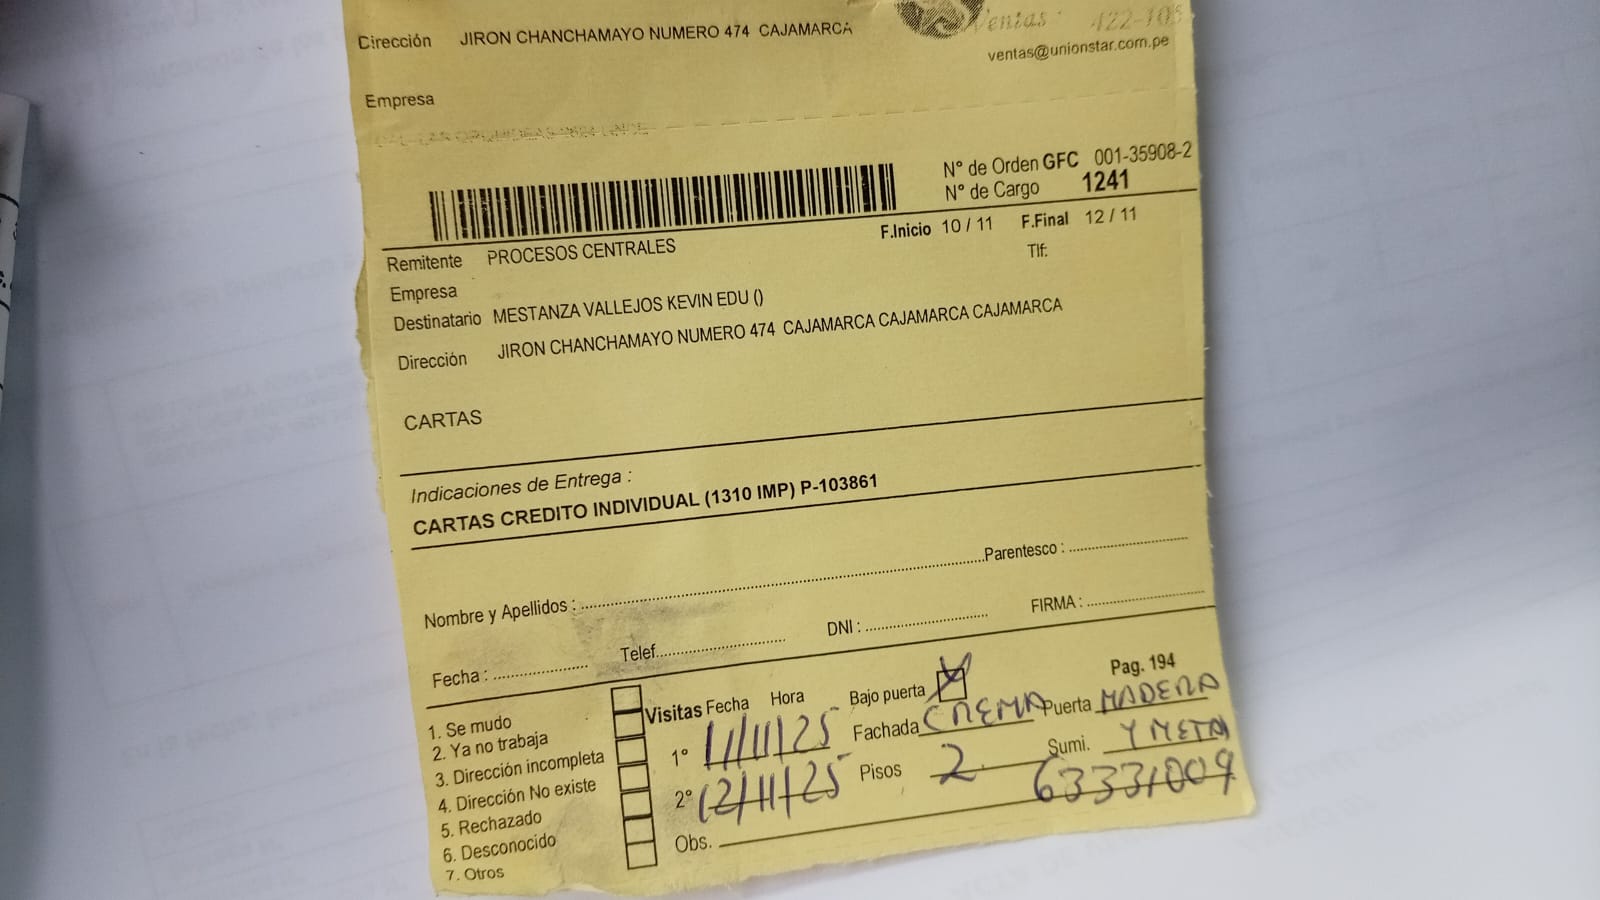 Dirección JIRON CHANCHAMAYO NUMERO 474 CAJAMARCA
Ventas: 422-105
ventas@unionstar.com.pe
Empresa
N° de Orden GFC 001-35908-2
N° de Cargo 1241
F.Inicio 10 / 11 F.Final 12 / 11
Remitente PROCESOS CENTRALES
Tlf:
Empresa
Destinatario MESTANZA VALLEJOS KEVIN EDU ()
Dirección JIRON CHANCHAMAYO NUMERO 474 CAJAMARCA CAJAMARCA CAJAMARCA
CARTAS
Indicaciones de Entrega :
CARTAS CREDITO INDIVIDUAL (1310 IMP) P-103861
Nombre y Apellidos : Parentesco :
Fecha : Telef. DNI : FIRMA :
Pag. 194
1. Se mudo
2. Ya no trabaja
3. Dirección incompleta
4. Dirección No existe
5. Rechazado
6. Desconocido
7. Otros
Visitas Fecha Hora Bajo puerta X
1° 11/11/25 Fachada CREMA Puerta MADERA
Y METAL
2° 12/11/25 Pisos 2 Sumi. 63331009
Obs.